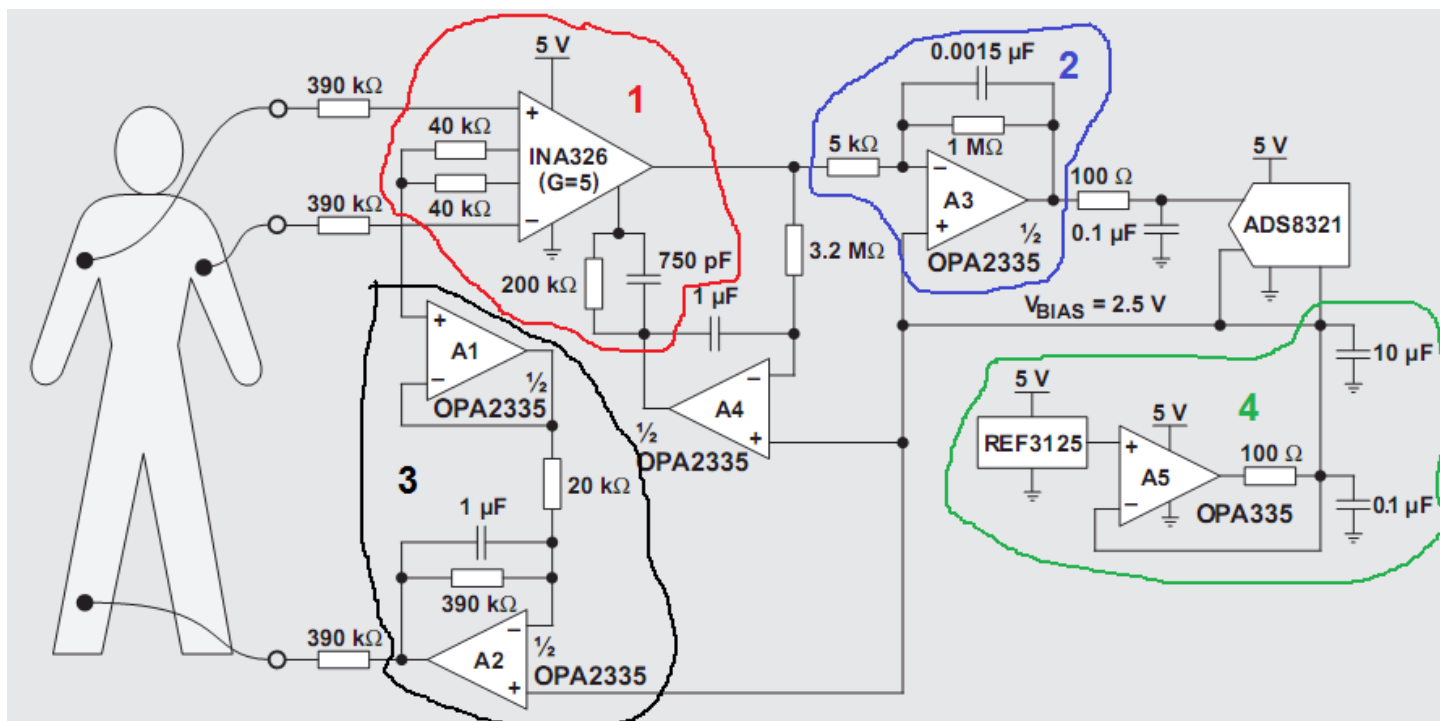 5 V
390 kΩ
1
0.0015 µF
2
+
40 kΩ
INA326
(G=5)
40 kΩ
−
390 kΩ
5 kΩ
1 MΩ
−
A3
+
½
OPA2335
100 Ω
0.1 µF
5 V
ADS8321
200 kΩ
750 pF
1 µF
3.2 MΩ
V_BIAS = 2.5 V
+
A1
−
½
OPA2335
−
A4
+
½
OPA2335
10 µF
5 V
REF3125
4
5 V
+
A5
−
100 Ω
OPA335
0.1 µF
3
20 kΩ
1 µF
390 kΩ
−
A2
+
½
OPA2335
390 kΩ